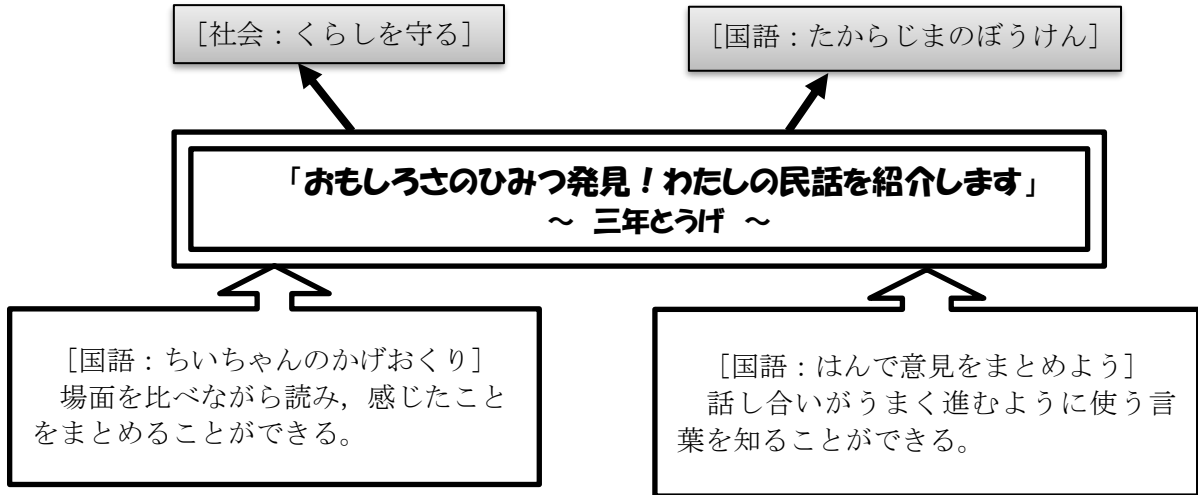 ［社会：くらしを守る］
［国語：たからじまのぼうけん］
「おもしろさのひみつ発見！わたしの民話を紹介します」
～ 三年とうげ ～
［国語：ちいちゃんのかげおくり］
場面を比べながら読み，感じたこと
をまとめることができる。
［国語：はんで意見をまとめよう］
話し合いがうまく進むように使う言
葉を知ることができる。